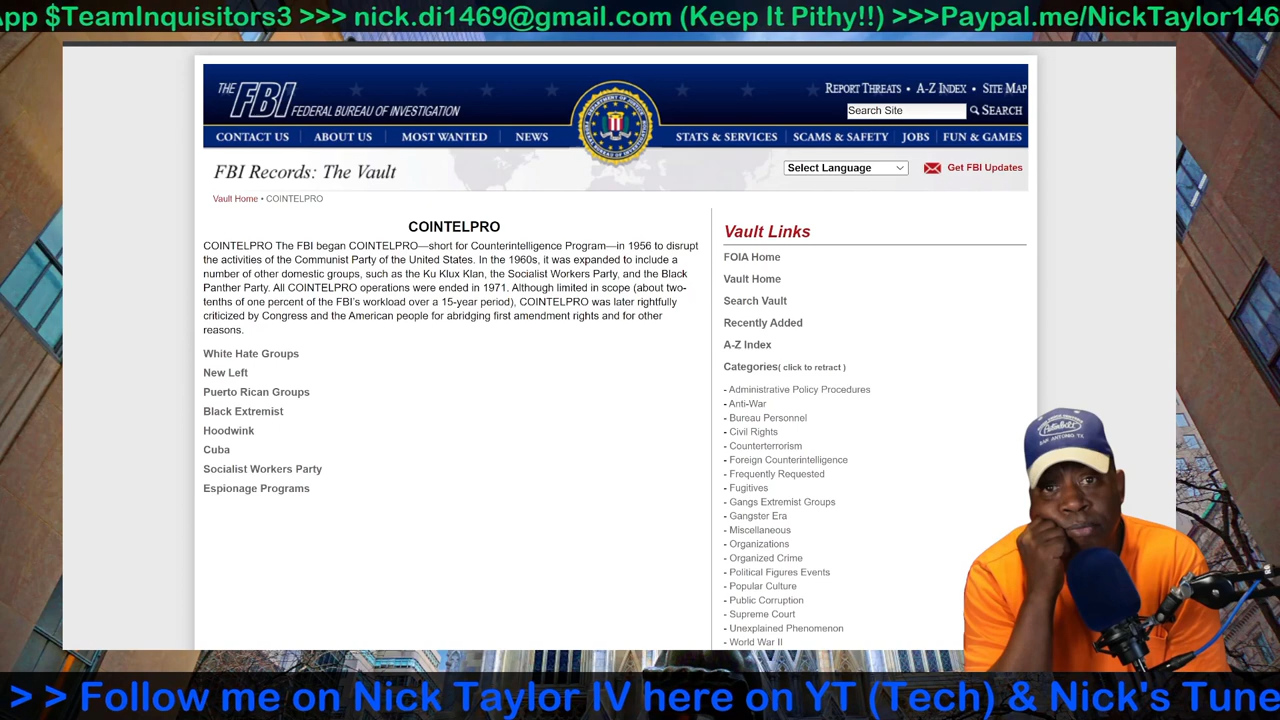 App $TeamInquisitors3 >>> nick.di1469@gmail.com (Keep It Pithy!!) >>>Paypal.me/NickTaylor146
THE FBI FEDERAL BUREAU OF INVESTIGATION
REPORT THREATS • A-Z INDEX • SITE MAP
Search Site SEARCH
CONTACT US ABOUT US MOST WANTED NEWS STATS & SERVICES SCAMS & SAFETY JOBS FUN & GAMES
FBI Records: The Vault
Select Language Get FBI Updates
Vault Home • COINTELPRO
COINTELPRO
COINTELPRO The FBI began COINTELPRO—short for Counterintelligence Program—in 1956 to disrupt
the activities of the Communist Party of the United States. In the 1960s, it was expanded to include a
number of other domestic groups, such as the Ku Klux Klan, the Socialist Workers Party, and the Black
Panther Party. All COINTELPRO operations were ended in 1971. Although limited in scope (about two-
tenths of one percent of the FBI's workload over a 15-year period), COINTELPRO was later rightfully
criticized by Congress and the American people for abridging first amendment rights and for other
reasons.
White Hate Groups
New Left
Puerto Rican Groups
Black Extremist
Hoodwink
Cuba
Socialist Workers Party
Espionage Programs
Vault Links
FOIA Home
Vault Home
Search Vault
Recently Added
A-Z Index
Categories( click to retract )
- Administrative Policy Procedures
- Anti-War
- Bureau Personnel
- Civil Rights
- Counterterrorism
- Foreign Counterintelligence
- Frequently Requested
- Fugitives
- Gangs Extremist Groups
- Gangster Era
- Miscellaneous
- Organizations
- Organized Crime
- Political Figures Events
- Popular Culture
- Public Corruption
- Supreme Court
- Unexplained Phenomenon
- World War II
SAN ANTONIO TX
> > Follow me on Nick Taylor IV here on YT (Tech) & Nick's Tune